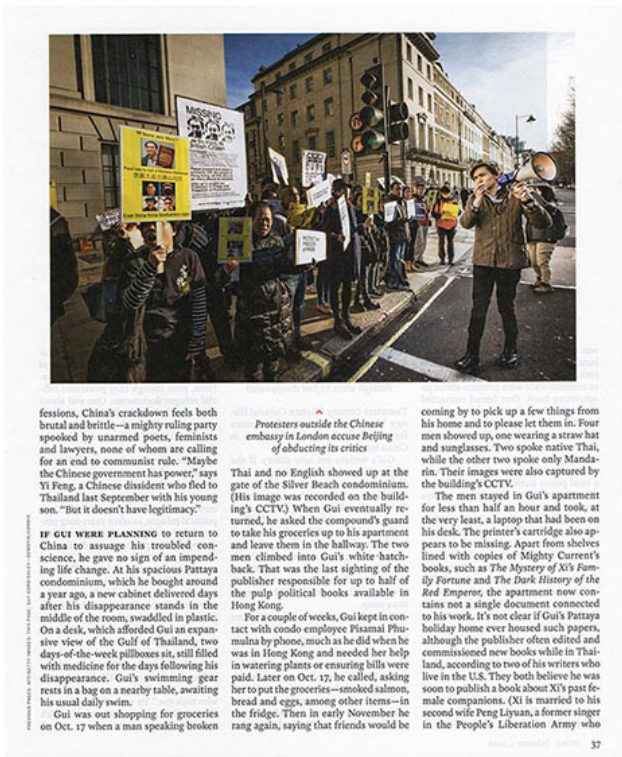 MISSING
fessions, China's crackdown feels both
brutal and brittle—a mighty ruling party
spooked by unarmed poets, feminists
and lawyers, none of whom are calling
for an end to communist rule. "Maybe
the Chinese government has power," says
Yi Feng, a Chinese dissident who fled to
Thailand last September with his young
son. "But it doesn't have legitimacy."
IF GUI WERE PLANNING to return to
China to assuage his troubled con-
science, he gave no sign of an impend-
ing life change. At his spacious Pattaya
condominium, which he bought around
a year ago, a new cabinet delivered days
after his disappearance stands in the
middle of the room, swaddled in plastic.
On a desk, which afforded Gui an expan-
sive view of the Gulf of Thailand, two
days-of-the-week pillboxes sit, still filled
with medicine for the days following his
disappearance. Gui's swimming gear
rests in a bag on a nearby table, awaiting
his usual daily swim.
Gui was out shopping for groceries
on Oct. 17 when a man speaking broken
Protesters outside the Chinese
embassy in London accuse Beijing
of abducting its critics
Thai and no English showed up at the
gate of the Silver Beach condominium.
(His image was recorded on the build-
ing's CCTV.) When Gui eventually re-
turned, he asked the compound's guard
to take his groceries up to his apartment
and leave them in the hallway. The two
men climbed into Gui's white hatch-
back. That was the last sighting of the
publisher responsible for up to half of
the pulp political books available in
Hong Kong.
For a couple of weeks, Gui kept in con-
tact with condo employee Pisamai Phu-
mulna by phone, much as he did when he
was in Hong Kong and needed her help
in watering plants or ensuring bills were
paid. Later on Oct. 17, he called, asking
her to put the groceries—smoked salmon,
bread and eggs, among other items—in
the fridge. Then in early November he
rang again, saying that friends would be
coming by to pick up a few things from
his home and to please let them in. Four
men showed up, one wearing a straw hat
and sunglasses. Two spoke native Thai,
while the other two spoke only Manda-
rin. Their images were also captured by
the building's CCTV.
The men stayed in Gui's apartment
for less than half an hour and took, at
the very least, a laptop that had been on
his desk. The printer's cartridge also ap-
pears to be missing. Apart from shelves
lined with copies of Mighty Current's
books, such as The Mystery of Xi's Fam-
ily Fortune and The Dark History of the
Red Emperor, the apartment now con-
tains not a single document connected
to his work. It's not clear if Gui's Pattaya
holiday home ever housed such papers,
although the publisher often edited and
commissioned new books while in Thai-
land, according to two of his writers who
live in the U.S. They both believe he was
soon to publish a book about Xi's past fe-
male companions. (Xi is married to his
second wife Peng Liyuan, a former singer
in the People's Liberation Army who
37